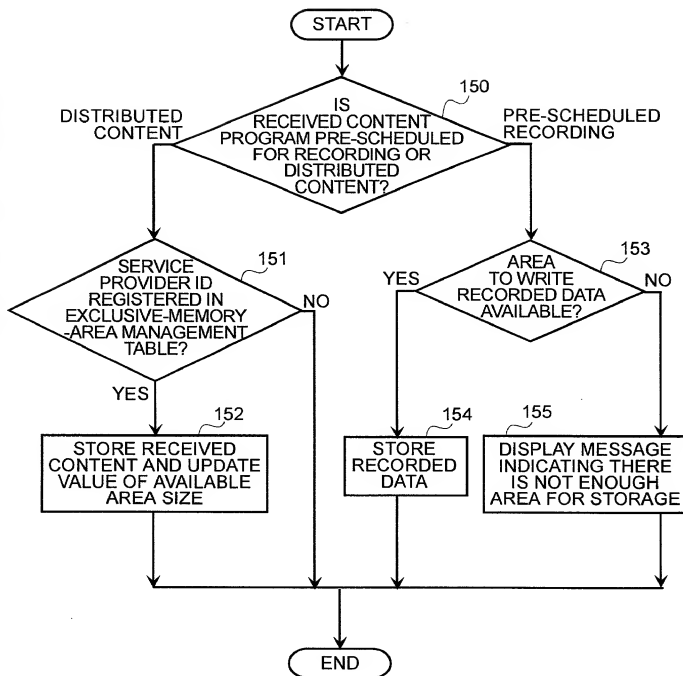 START
150
IS
RECEIVED CONTENT
PROGRAM PRE-SCHEDULED
FOR RECORDING OR
DISTRIBUTED
CONTENT?
DISTRIBUTED
CONTENT
PRE-SCHEDULED
RECORDING
151
SERVICE
PROVIDER ID
REGISTERED IN
EXCLUSIVE-MEMORY
-AREA MANAGEMENT
TABLE?
NO
YES
153
AREA
TO WRITE
RECORDED DATA
AVAILABLE?
YES
NO
152
STORE RECEIVED
CONTENT AND UPDATE
VALUE OF AVAILABLE
AREA SIZE
154
STORE
RECORDED
DATA
155
DISPLAY MESSAGE
INDICATING THERE
IS NOT ENOUGH
AREA FOR STORAGE
END